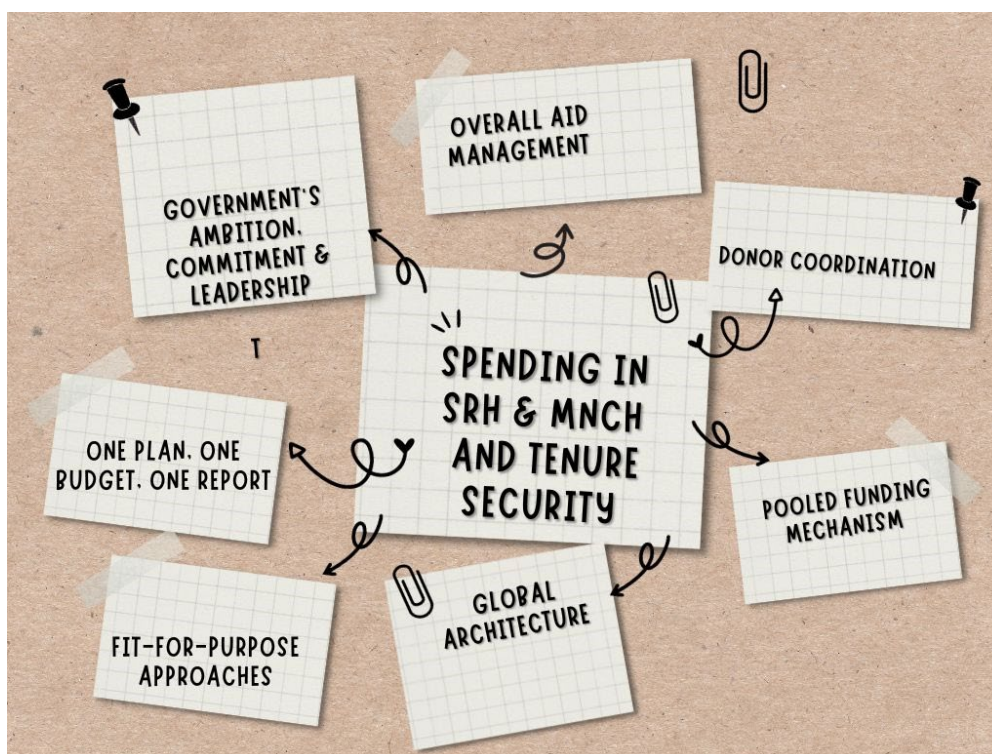 OVERALL AID
MANAGEMENT
GOVERNMENT'S
AMBITION,
COMMITMENT &
LEADERSHIP
DONOR COORDINATION
T
SPENDING IN
SRH & MNCH
AND TENURE
SECURITY
ONE PLAN, ONE
BUDGET, ONE REPORT
POOLED FUNDING
MECHANISM
FIT-FOR-PURPOSE
APPROACHES
GLOBAL
ARCHITECTURE